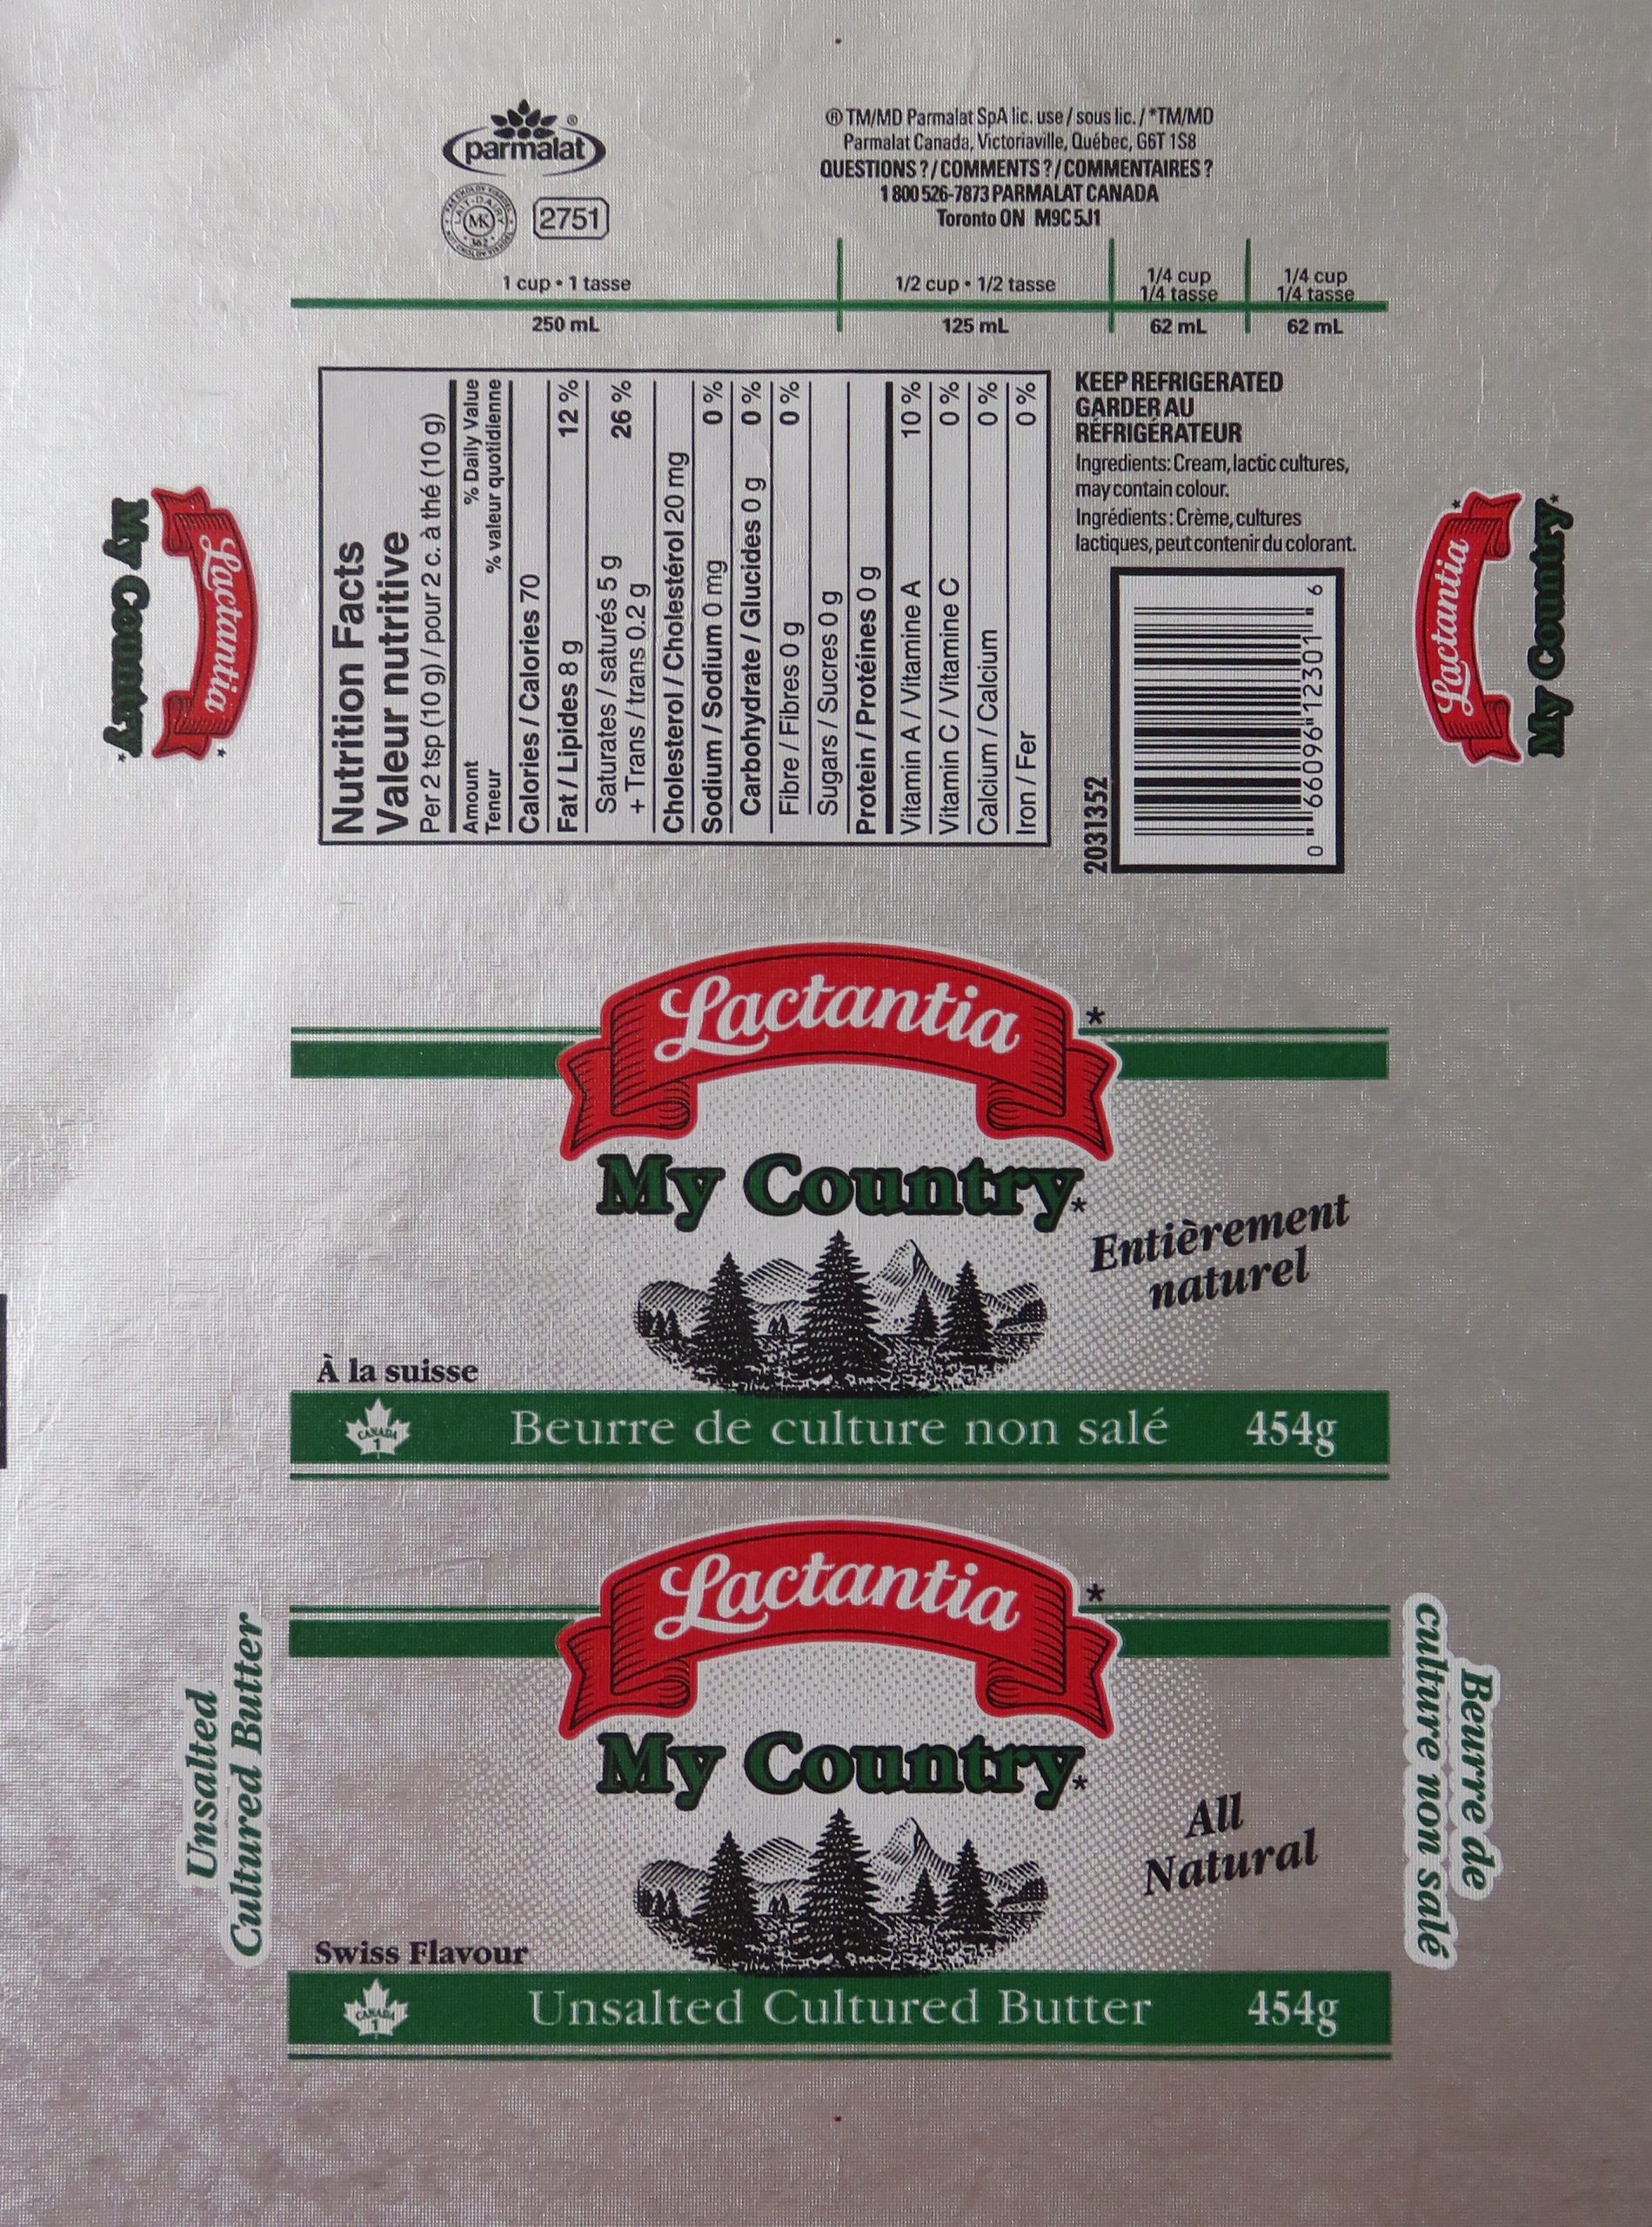 parmalat®
PAREVE/CHOLOV YISROEL
LAIT-DAIRY
MK
362
NOT CHOLOV YISROEL
2751
® TM/MD Parmalat SpA lic. use / sous lic. / *TM/MD
Parmalat Canada, Victoriaville, Québec, G6T 1S8
QUESTIONS ? / COMMENTS ? / COMMENTAIRES ?
1 800 526-7873 PARMALAT CANADA
Toronto ON M9C 5J1
1 cup • 1 tasse
250 mL
1/2 cup • 1/2 tasse
125 mL
1/4 cup
1/4 tasse
62 mL
1/4 cup
1/4 tasse
62 mL
Nutrition Facts
Valeur nutritive
Per 2 tsp (10 g) / pour 2 c. à thé (10 g)
Amount % Daily Value
Teneur % valeur quotidienne
Calories / Calories 70
Fat / Lipides 8 g 12 %
Saturates / saturés 5 g
+ Trans / trans 0.2 g 26 %
Cholesterol / Cholestérol 20 mg
Sodium / Sodium 0 mg 0 %
Carbohydrate / Glucides 0 g 0 %
Fibre / Fibres 0 g 0 %
Sugars / Sucres 0 g
Protein / Protéines 0 g
Vitamin A / Vitamine A 10 %
Vitamin C / Vitamine C 0 %
Calcium / Calcium 0 %
Iron / Fer 0 %
KEEP REFRIGERATED
GARDER AU
RÉFRIGÉRATEUR
Ingredients: Cream, lactic cultures,
may contain colour.
Ingrédients : Crème, cultures
lactiques, peut contenir du colorant.
2031352
0 66096 12301 6
Lactantia*
My Country*
Lactantia*
My Country*
Lactantia*
My Country*
Entièrement
naturel
À la suisse
CANADA
1
Beurre de culture non salé 454g
Lactantia*
My Country*
All
Natural
Swiss Flavour
CANADA
1
Unsalted Cultured Butter 454g
Unsalted
Cultured Butter
Beurre de
culture non salé